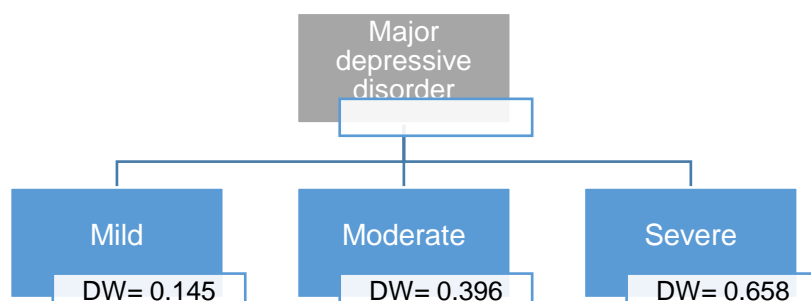 Major
depressive
disorder
Mild
Moderate
Severe
DW= 0.145
DW= 0.396
DW= 0.658